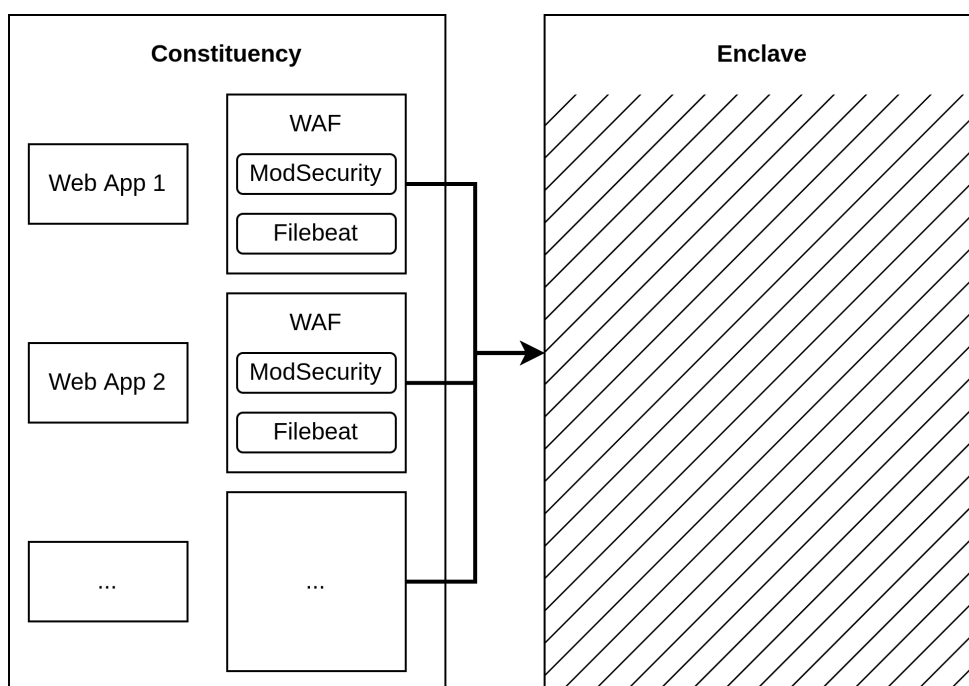 Constituency
Enclave
WAF
Web App 1
ModSecurity
Filebeat
WAF
Web App 2
ModSecurity
Filebeat
...
...